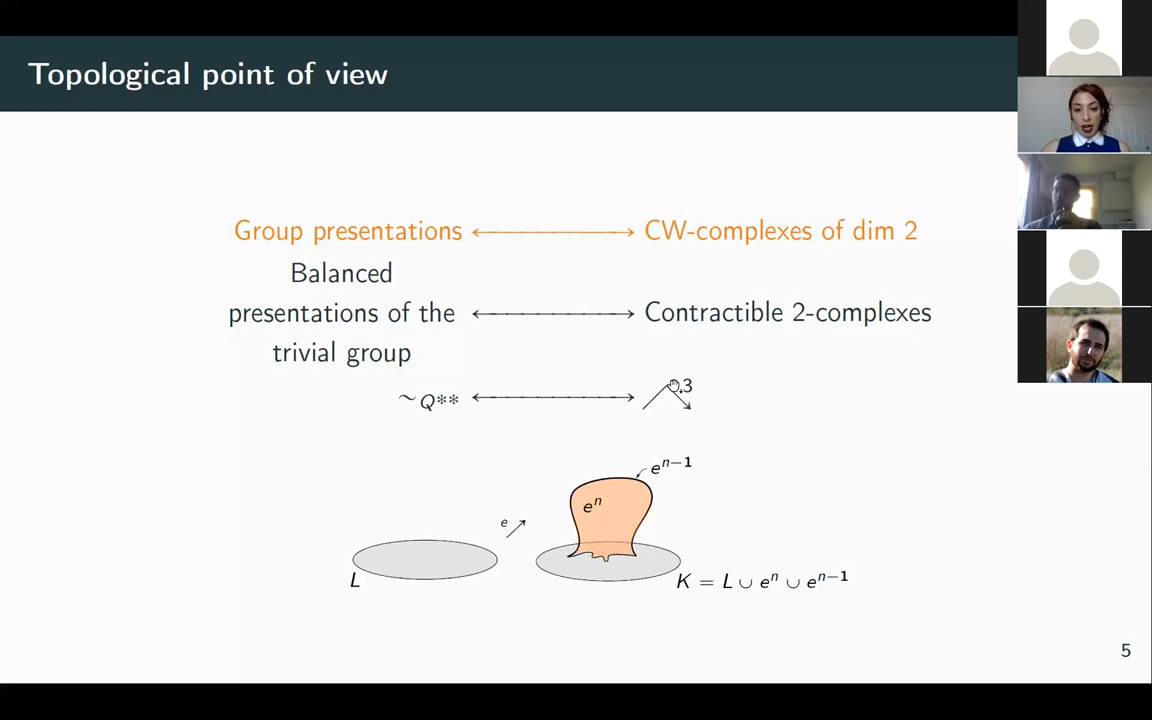 Topological point of view
Group presentations
CW-complexes of dim 2
Balanced
presentations of the
trivial group
Contractible 2-complexes
~Q**
3
e^{n-1}
e^n
e
L
K = L ∪ e^n ∪ e^{n-1}
5